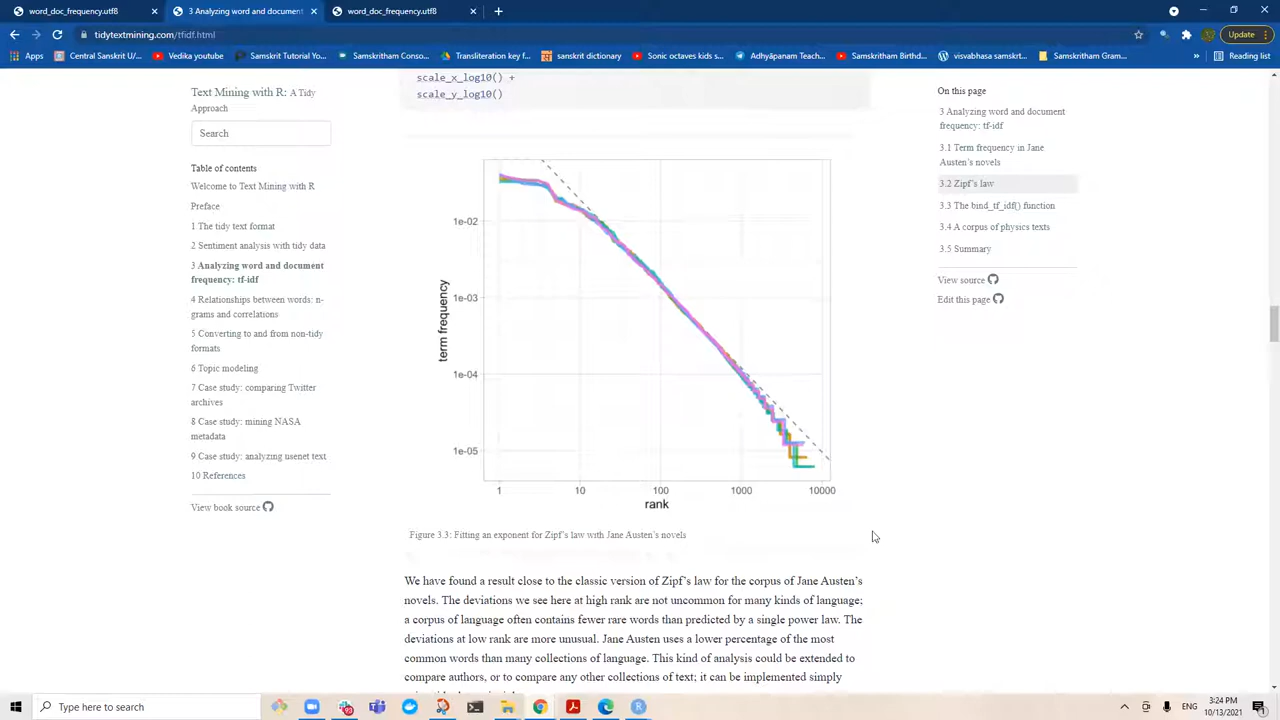 word_doc_frequency.utf8
3 Analyzing word and document
word_doc_frequency.utf8
tidytextmining.com/tfidf.html
Update
Apps
Central Sanskrit U/...
Vedika youtube
Samskrit Tutorial Yo...
Samskritham Engag...
Transliteration key f...
sanskrit dictionary
Sonic octaves kids s...
Adhyāpanam Teach...
Samskritham Birthd...
visvabhasa samskrt...
Samskritham Gram...
»
Reading list
Text Mining with R: A Tidy
Approach
Search
Table of contents
Welcome to Text Mining with R
Preface
1 The tidy text format
2 Sentiment analysis with tidy data
3 Analyzing word and document
frequency: tf-idf
4 Relationships between words: n-
grams and correlations
5 Converting to and from non-tidy
formats
6 Topic modeling
7 Case study: comparing Twitter
archives
8 Case study: mining NASA
metadata
9 Case study: analyzing usenet text
10 References
View book source
scale_x_log10() +
scale_y_log10()
term frequency
1e-02
1e-03
1e-04
1e-05
1
10
100
1000
10000
rank
Figure 3.3: Fitting an exponent for Zipf's law with Jane Austen's novels
We have found a result close to the classic version of Zipf's law for the corpus of Jane Austen's
novels. The deviations we see here at high rank are not uncommon for many kinds of language;
a corpus of language often contains fewer rare words than predicted by a single power law. The
deviations at low rank are more unusual. Jane Austen uses a lower percentage of the most
common words than many collections of language. This kind of analysis could be extended to
compare authors, or to compare any other collections of text; it can be implemented simply
On this page
3 Analyzing word and document
frequency: tf-idf
3.1 Term frequency in Jane
Austen's novels
3.2 Zipf's law
3.3 The bind_tf_idf() function
3.4 A corpus of physics texts
3.5 Summary
View source
Edit this page
Type here to search
3:24 PM
10/13/2021